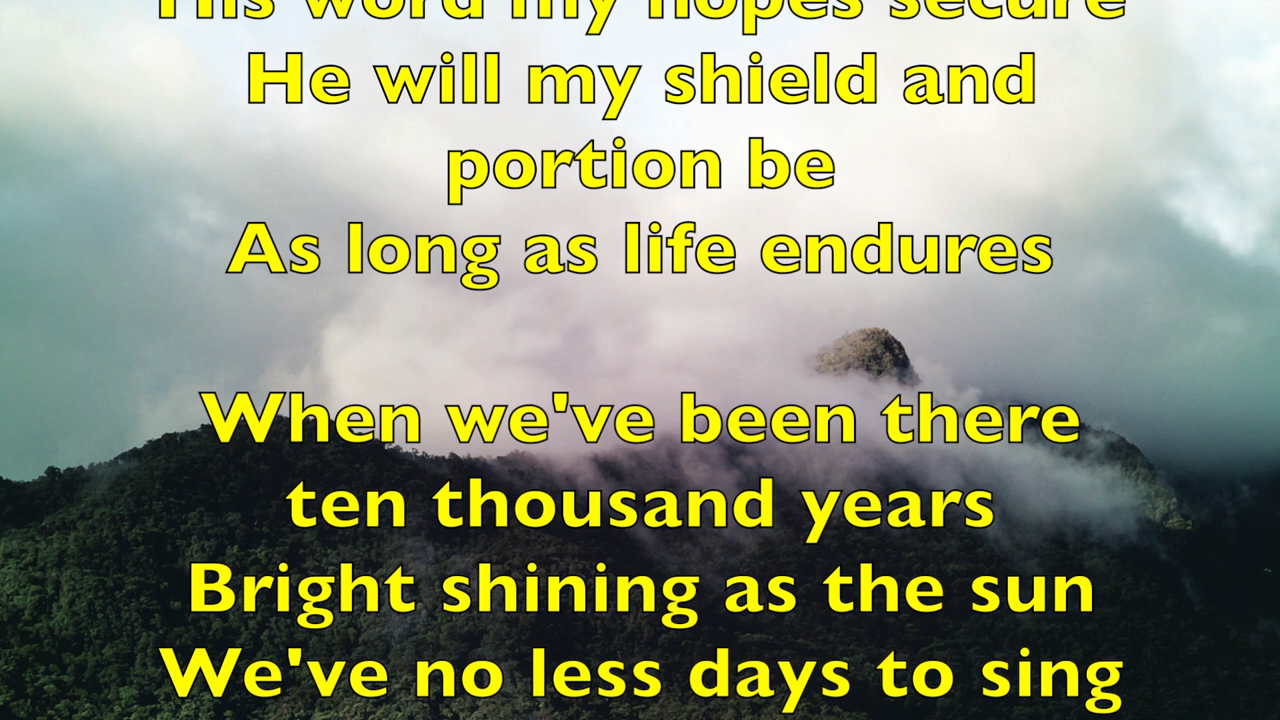 His word my hopes secure
He will my shield and
portion be
As long as life endures
When we've been there
ten thousand years
Bright shining as the sun
We've no less days to sing